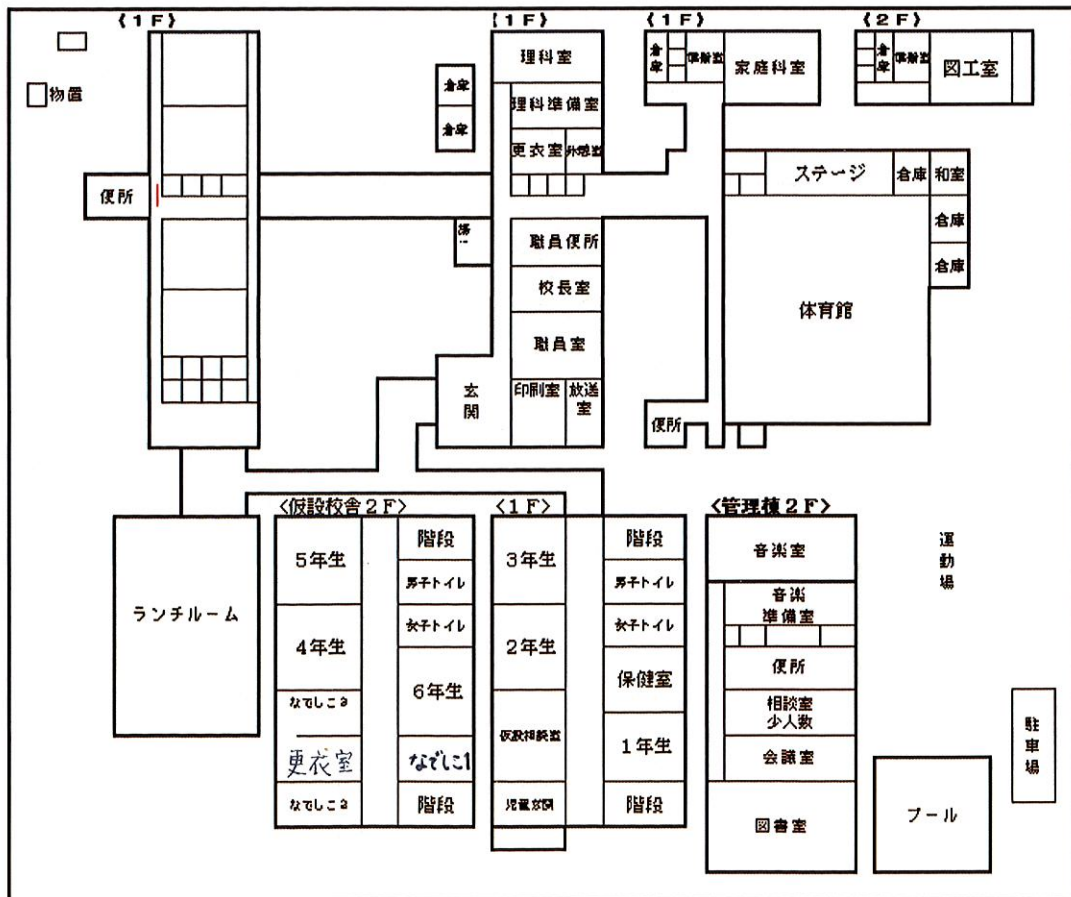 《1F》
《1F》
《1F》
《2F》
物置
便所
倉庫
倉庫
理科室
理科準備室
更衣室
職員便所
校長室
職員室
印刷室
放送室
玄関
倉庫
家庭科室
倉庫
図工室
ステージ
倉庫
和室
倉庫
倉庫
体育館
便所
ランチルーム
<仮設校舎2F>
5年生
階段
男子トイレ
4年生
女子トイレ
6年生
なでしこ3
更衣室
なでしこ1
なでしこ2
階段
<1F>
3年生
階段
男子トイレ
2年生
女子トイレ
保健室
仮設相談室
1年生
児童玄関
階段
<管理棟2F>
音楽室
音楽
準備室
便所
相談室
少人数
会議室
図書室
運動場
駐車場
プール